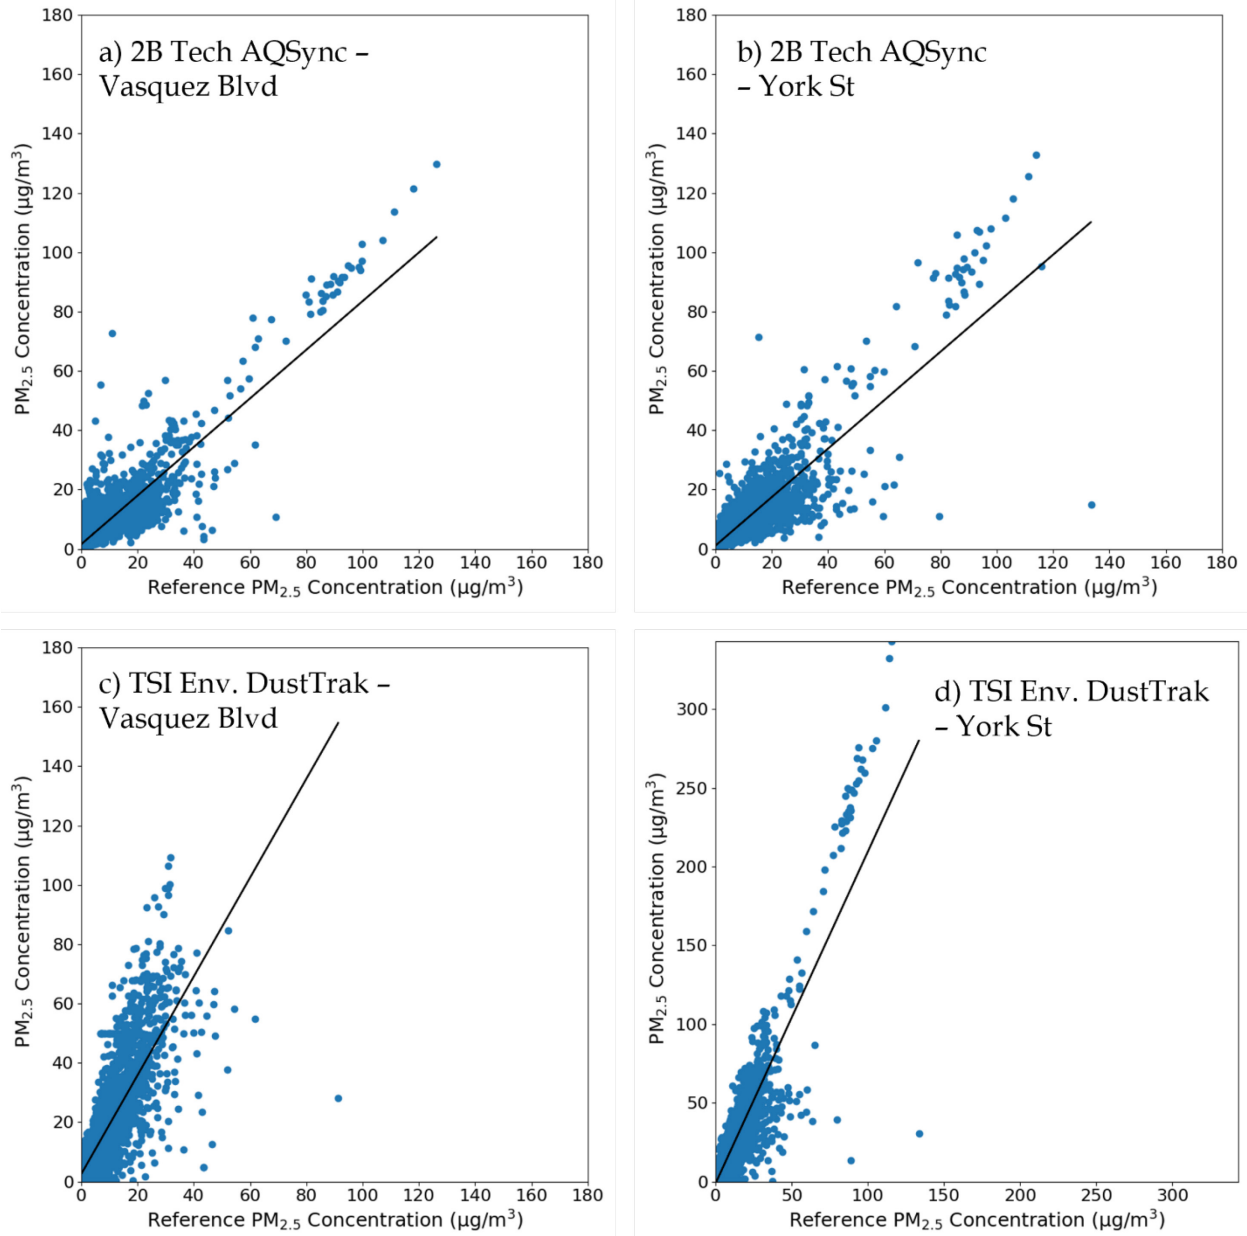 a) 2B Tech AQSync –
Vasquez Blvd
180
160
140
120
100
80
60
40
20
0
PM2.5 Concentration (µg/m³)
0 20 40 60 80 100 120 140 160 180
Reference PM2.5 Concentration (µg/m³)
b) 2B Tech AQSync
– York St
180
160
140
120
100
80
60
40
20
0
PM2.5 Concentration (µg/m³)
0 20 40 60 80 100 120 140 160 180
Reference PM2.5 Concentration (µg/m³)
c) TSI Env. DustTrak –
Vasquez Blvd
180
160
140
120
100
80
60
40
20
0
PM2.5 Concentration (µg/m³)
0 20 40 60 80 100 120 140 160 180
Reference PM2.5 Concentration (µg/m³)
d) TSI Env. DustTrak
– York St
300
250
200
150
100
50
0
PM2.5 Concentration (µg/m³)
0 50 100 150 200 250 300
Reference PM2.5 Concentration (µg/m³)